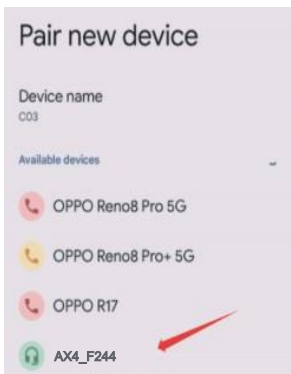 Pair new device
Device name
C03
Available devices
OPPO Reno8 Pro 5G
OPPO Reno8 Pro+ 5G
OPPO R17
AX4_F244